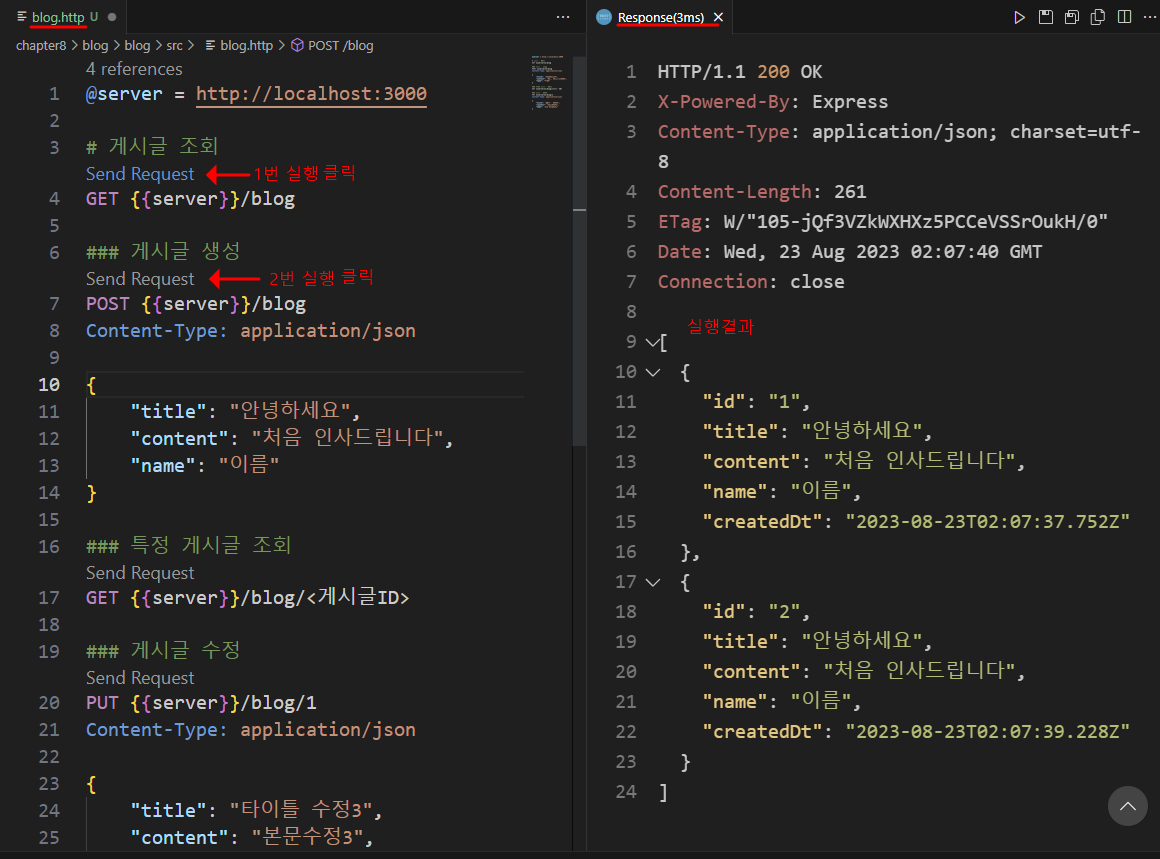 blog.http U
chapter8 > blog > blog > src > blog.http > POST /blog
4 references
1 @server = http://localhost:3000
2
3 # 게시글 조회
Send Request 1번 실행 클릭
4 GET {{server}}/blog
5
6 ### 게시글 생성
Send Request 2번 실행 클릭
7 POST {{server}}/blog
8 Content-Type: application/json
9
10 {
11 "title": "안녕하세요",
12 "content": "처음 인사드립니다",
13 "name": "이름"
14 }
15
16 ### 특정 게시글 조회
Send Request
17 GET {{server}}/blog/<게시글ID>
18
19 ### 게시글 수정
Send Request
20 PUT {{server}}/blog/1
21 Content-Type: application/json
22
23 {
24 "title": "타이틀 수정3",
25 "content": "본문수정3",
Response(3ms)
1 HTTP/1.1 200 OK
2 X-Powered-By: Express
3 Content-Type: application/json; charset=utf-
8
4 Content-Length: 261
5 ETag: W/"105-jQf3VZkWXHXz5PCCeVSSrOukH/0"
6 Date: Wed, 23 Aug 2023 02:07:40 GMT
7 Connection: close
8
실행결과
9 [
10 {
11 "id": "1",
12 "title": "안녕하세요",
13 "content": "처음 인사드립니다",
14 "name": "이름",
15 "createdDt": "2023-08-23T02:07:37.752Z"
16 },
17 {
18 "id": "2",
19 "title": "안녕하세요",
20 "content": "처음 인사드립니다",
21 "name": "이름",
22 "createdDt": "2023-08-23T02:07:39.228Z"
23 }
24 ]